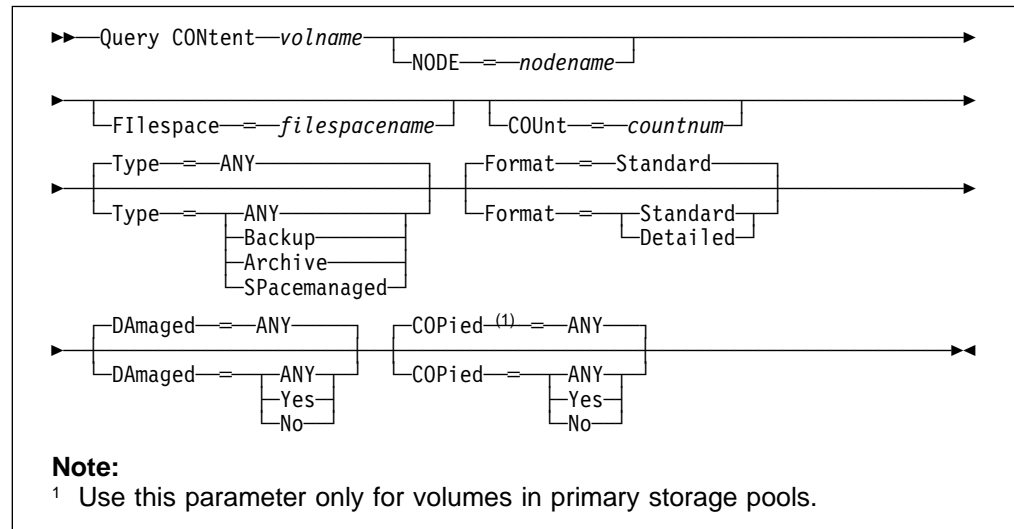 Query CONtent volname
NODE = nodename
FIlespace = filespacename COUnt = countnum
Type = ANY Format = Standard
Type = ANY Format = Standard
Backup Detailed
Archive
SPacemanaged
DAmaged = ANY COPied (1) = ANY
DAmaged = ANY COPied = ANY
Yes Yes
No No
Note:
1 Use this parameter only for volumes in primary storage pools.